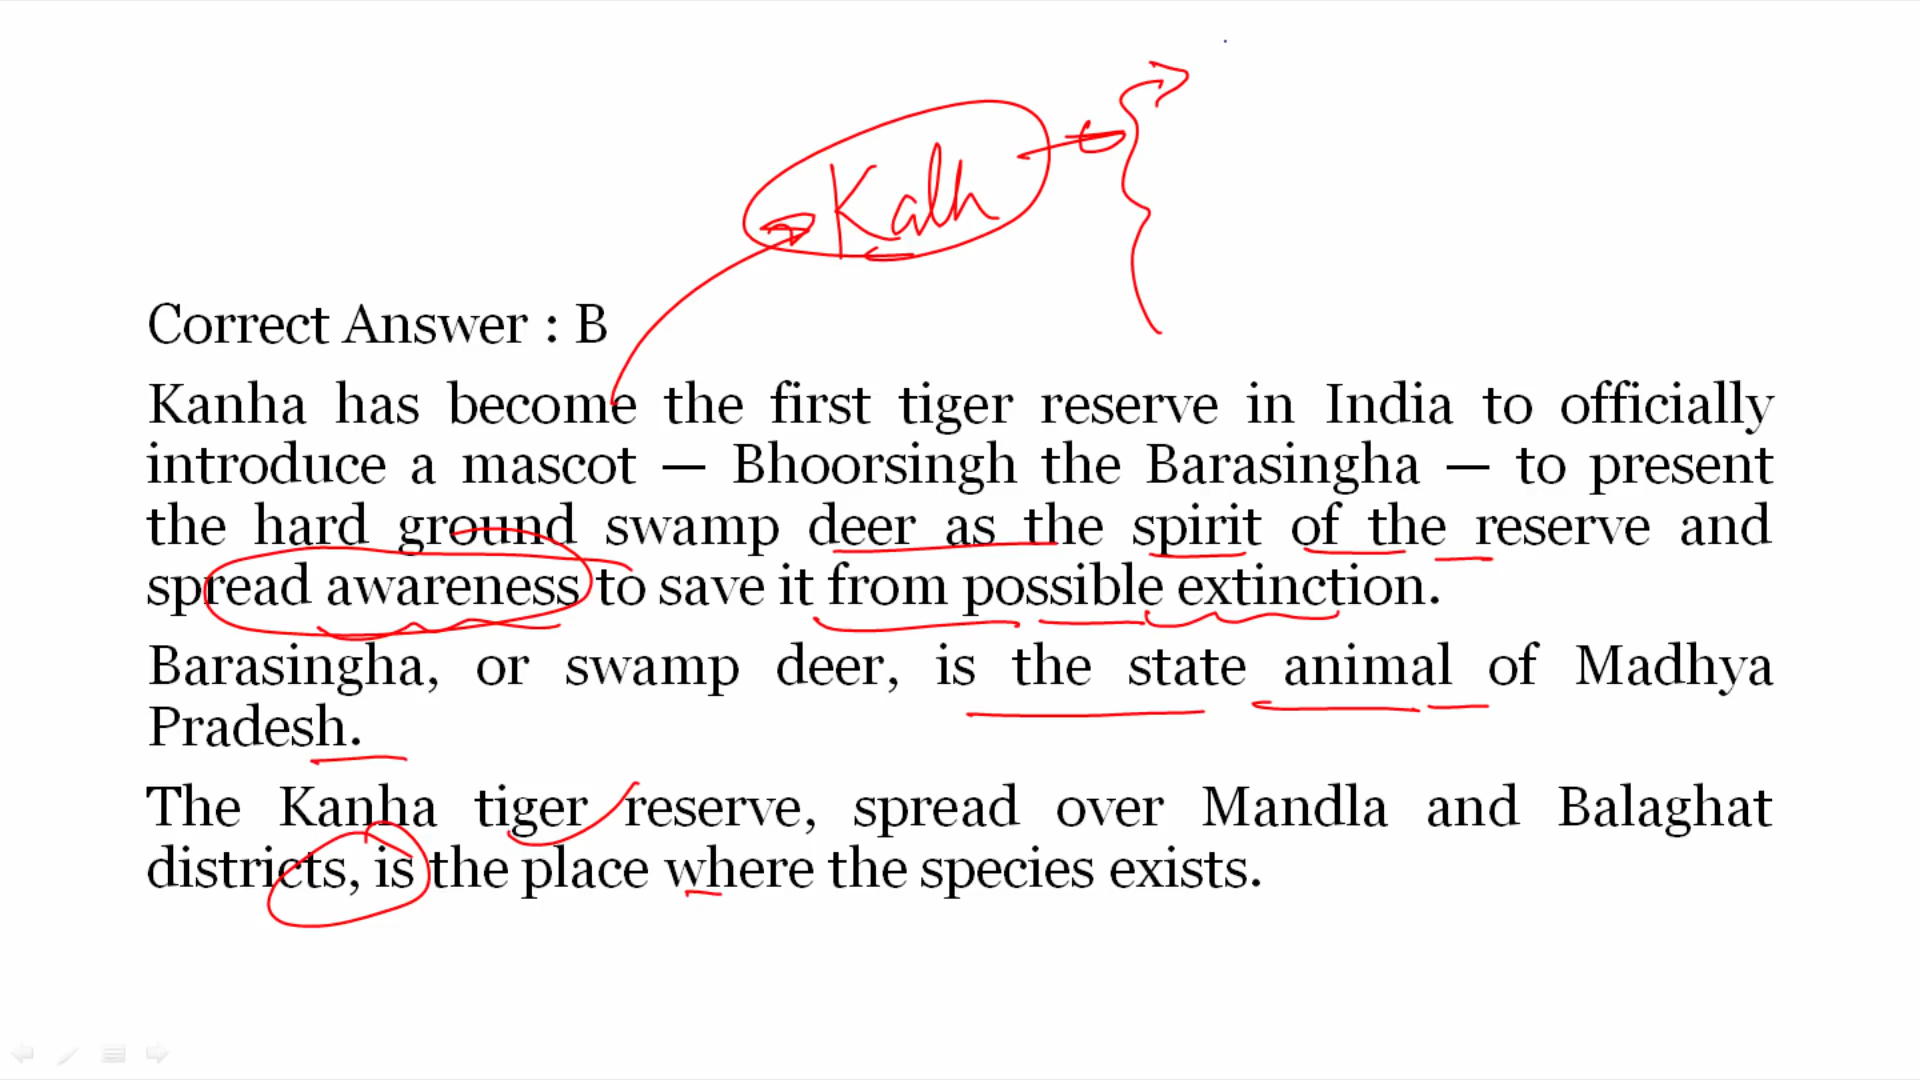 Kalh
Correct Answer : B
Kanha has become the first tiger reserve in India to officially
introduce a mascot — Bhoorsingh the Barasingha — to present
the hard ground swamp deer as the spirit of the reserve and
spread awareness to save it from possible extinction.
Barasingha, or swamp deer, is the state animal of Madhya
Pradesh.
The Kanha tiger reserve, spread over Mandla and Balaghat
districts, is the place where the species exists.